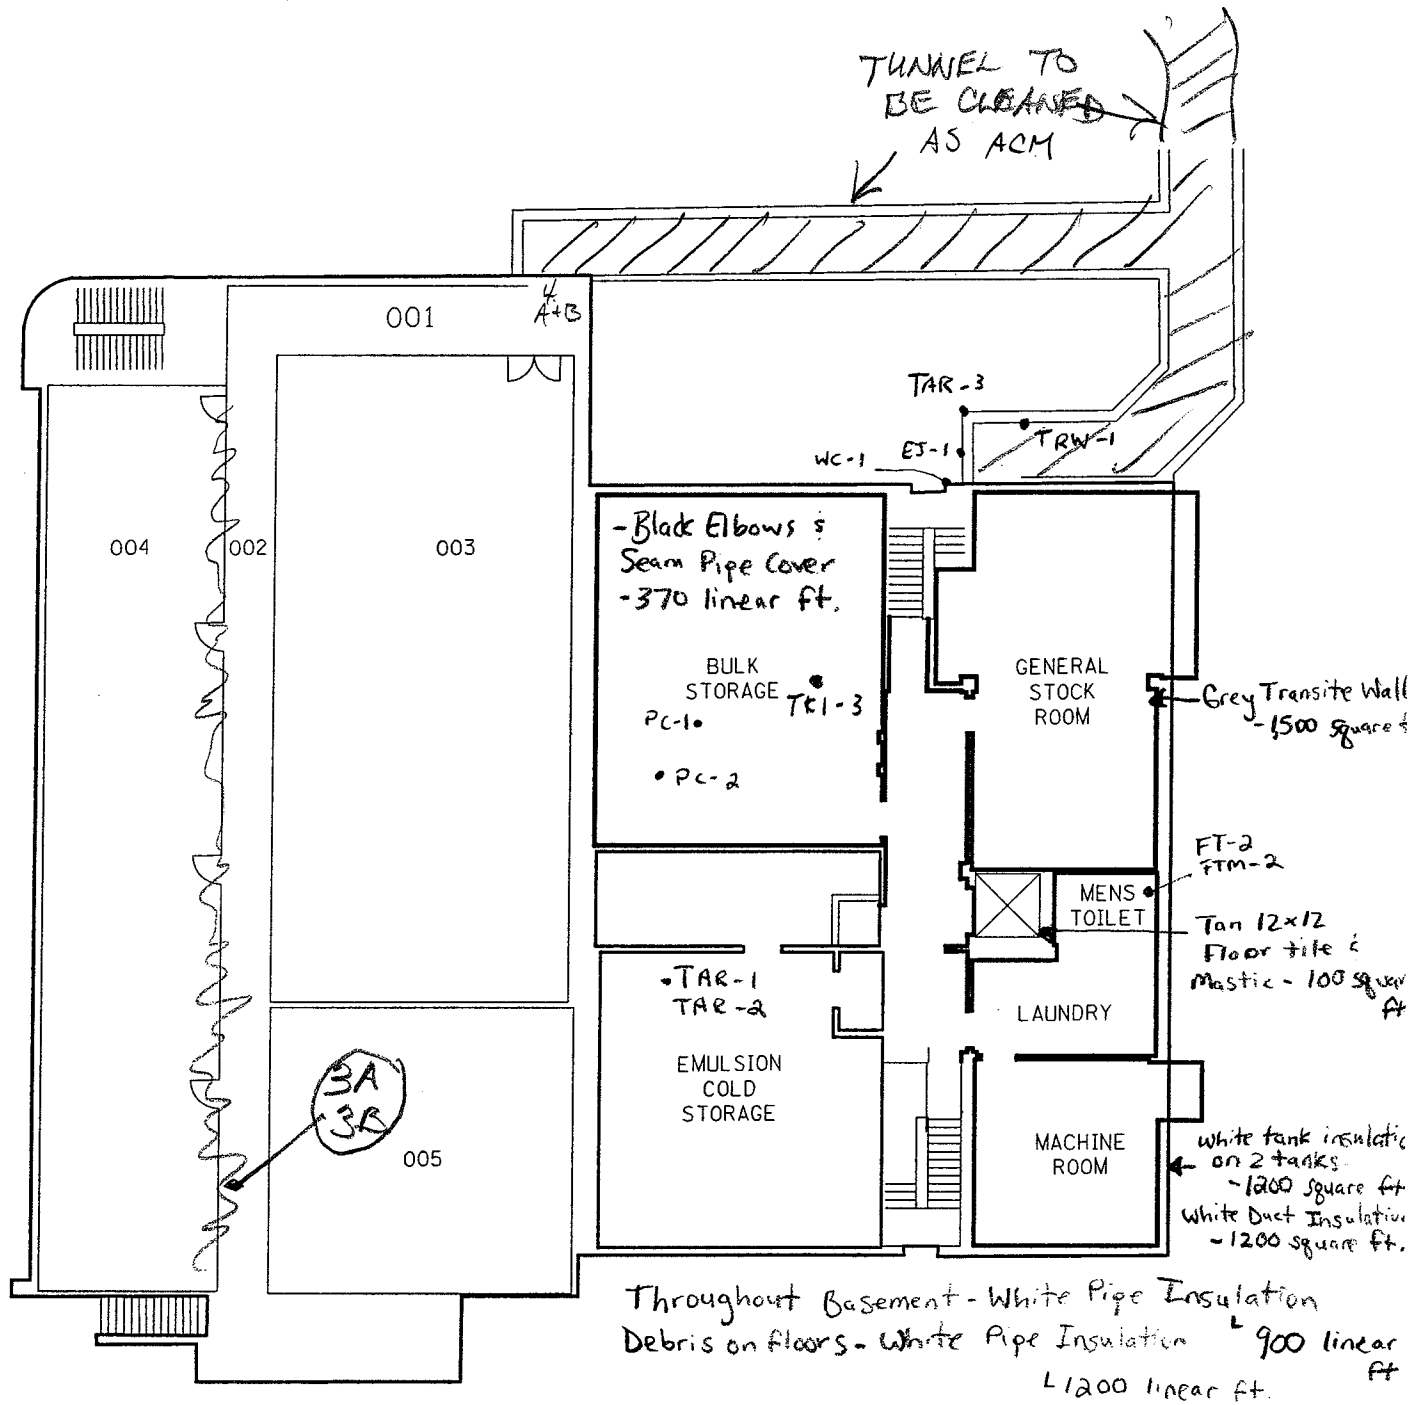 TUNNEL TO
BE CLEANED
AS ACM
001
4
A+B
TAR-3
TRW-1
EJ-1
WC-1
004
002
003
-Black Elbows &
Seam Pipe Cover
-370 linear ft.
BULK
STORAGE
TK1-3
PC-1
PC-2
GENERAL
STOCK
ROOM
Grey Transite Wall
-1,500 square
FT-2
FTM-2
MENS
TOILET
Tan 12x12
Floor tile &
Mastic - 100 square
ft
TAR-1
TAR-2
LAUNDRY
EMULSION
COLD
STORAGE
3A
3B
005
MACHINE
ROOM
white tank insulatio
on 2 tanks
-1200 square ft
White Duct Insulation
-1200 square ft.
Throughout Basement - White Pipe Insulation
900 linear
ft
Debris on floors - White Pipe Insulation
1200 linear ft.